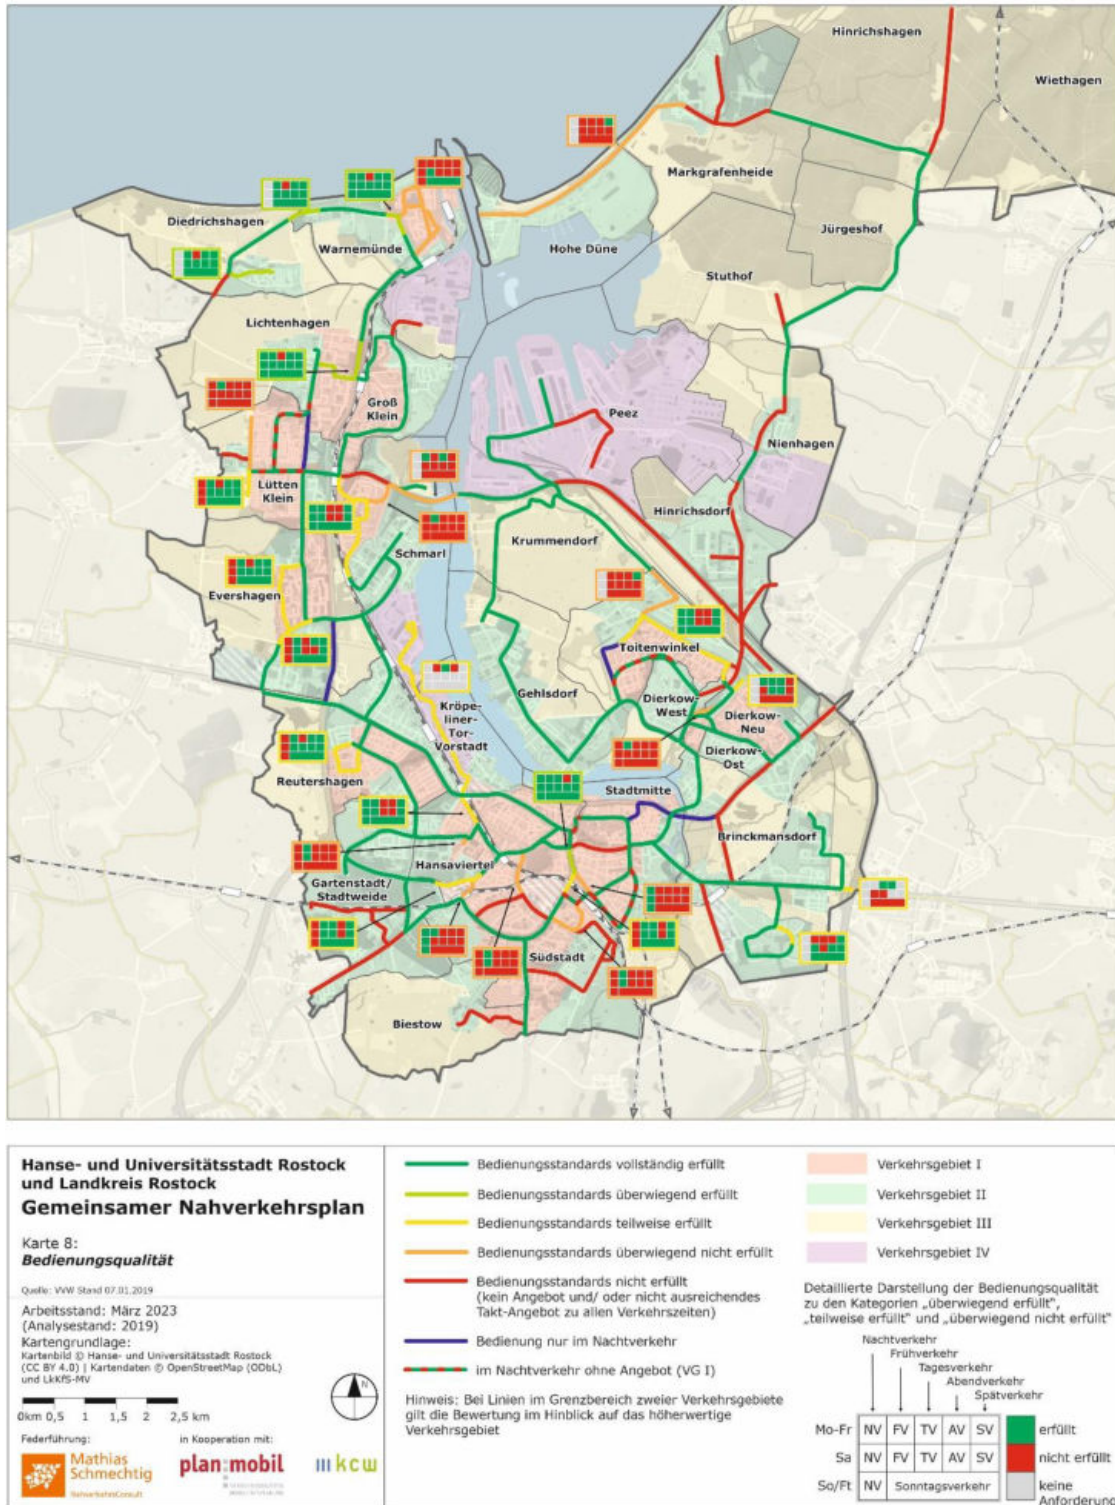 Hinrichshagen
Wiethagen
Markgrafenheide
Diedrichshagen
Jürgeshof
Warnemünde
Hohe Düne
Stuthof
Lichtenhagen
Groß
Klein
Peez
Nienhagen
Lütten
Klein
Hinrichsdorf
Krummendorf
Schmarl
Evershagen
Toitenwinkel
Gehlsdorf
Dierkow-
West
Kröpe-
liner-
Tor-
Vorstadt
Dierkow-
Neu
Dierkow-
Ost
Reutershagen
Stadtmitte
Brinckmansdorf
Hansaviertel
Gartenstadt/
Stadtweide
Südstadt
Biestow
Hanse- und Universitätsstadt Rostock
und Landkreis Rostock
Gemeinsamer Nahverkehrsplan
Karte 8:
Bedienungsqualität
Quelle: VVW Stand 07.01.2019
Arbeitsstand: März 2023
(Analysestand: 2019)
Kartengrundlage:
Kartenbild © Hanse- und Universitätsstadt Rostock
(CC BY 4.0) | Kartendaten © OpenStreetMap (ODbL)
und LkKfS-MV
0km 0,5 1 1,5 2 2,5 km
N
Federführung:
in Kooperation mit:
Mathias
Schmechtig
NahverkehrsConsult
plan:mobil
kcw
Bedienungsstandards vollständig erfüllt
Bedienungsstandards überwiegend erfüllt
Bedienungsstandards teilweise erfüllt
Bedienungsstandards überwiegend nicht erfüllt
Bedienungsstandards nicht erfüllt
(kein Angebot und/ oder nicht ausreichendes
Takt-Angebot zu allen Verkehrszeiten)
Bedienung nur im Nachtverkehr
im Nachtverkehr ohne Angebot (VG I)
Hinweis: Bei Linien im Grenzbereich zweier Verkehrsgebiete
gilt die Bewertung im Hinblick auf das höherwertige
Verkehrsgebiet
Verkehrsgebiet I
Verkehrsgebiet II
Verkehrsgebiet III
Verkehrsgebiet IV
Detaillierte Darstellung der Bedienungsqualität
zu den Kategorien „überwiegend erfüllt",
„teilweise erfüllt" und „überwiegend nicht erfüllt"
Nachtverkehr
Frühverkehr
Tagesverkehr
Abendverkehr
Spätverkehr
Mo-Fr NV FV TV AV SV erfüllt
Sa NV FV TV AV SV nicht erfüllt
So/Ft NV Sonntagsverkehr keine
Anforderung